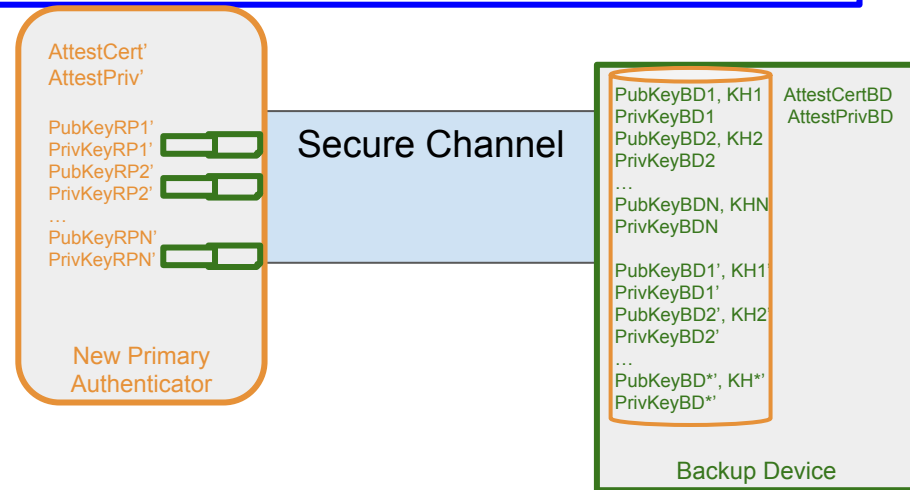 AttestCert’
AttestPriv’
PubKeyRP1’
PrivKeyRP1’
PubKeyRP2’
PrivKeyRP2’
…
PubKeyRPN’
PrivKeyRPN’
New Primary
Authenticator
Secure Channel
PubKeyBD1, KH1
PrivKeyBD1
PubKeyBD2, KH2
PrivKeyBD2
…
PubKeyBDN, KHN
PrivKeyBDN
PubKeyBD1’, KH1’
PrivKeyBD1’
PubKeyBD2’, KH2’
PrivKeyBD2’
…
PubKeyBD*’, KH*’
PrivKeyBD*’
AttestCertBD
AttestPrivBD
Backup Device